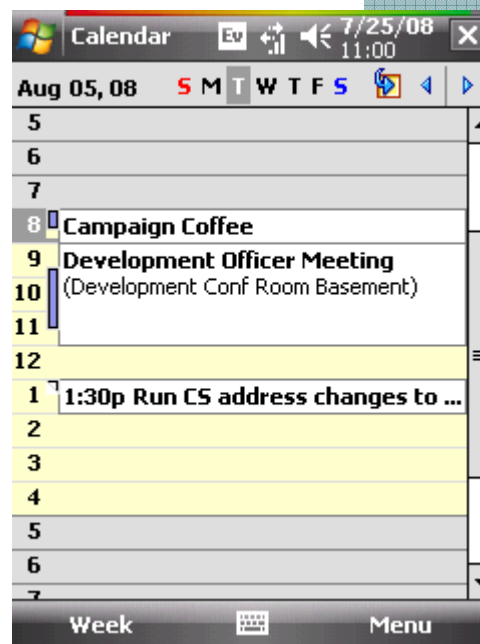 Calendar Ev 7/25/08
11:00
Aug 05, 08 S M T W T F S
5
6
7
8 Campaign Coffee
9 Development Officer Meeting
10 (Development Conf Room Basement)
11
12
1 1:30p Run CS address changes to ...
2
3
4
5
6
7
Week Menu